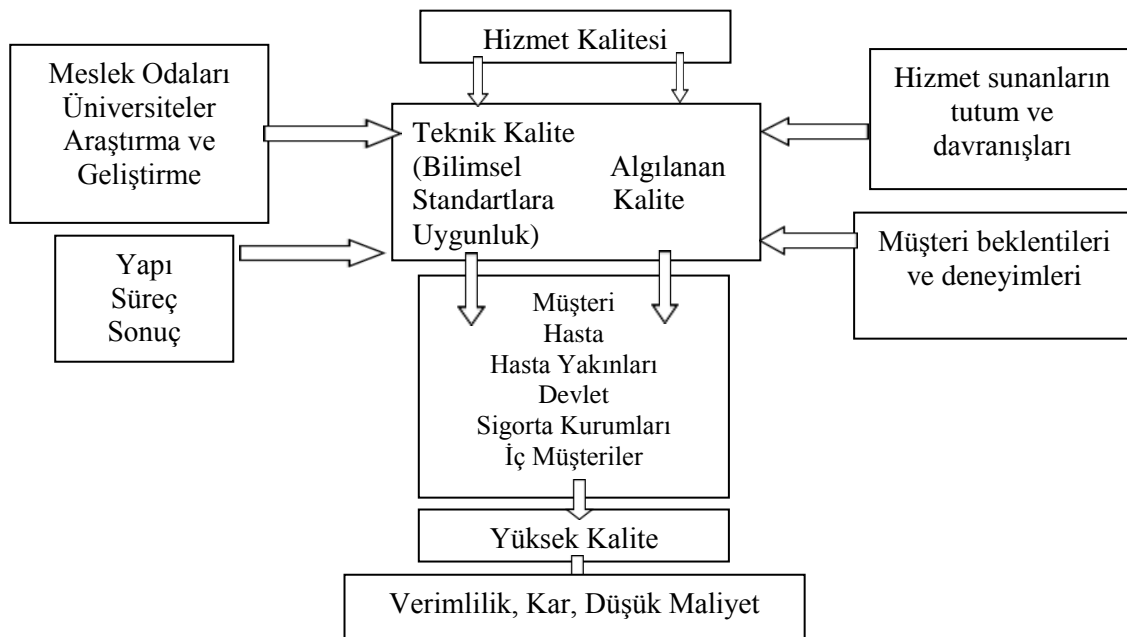 Hizmet Kalitesi
Meslek Odaları
Üniversiteler
Araştırma ve
Geliştirme
Yapı
Süreç
Sonuç
Teknik Kalite
(Bilimsel
Standartlara
Uygunluk)
Algılanan
Kalite
Hizmet sunanların
tutum ve
davranışları
Müşteri beklentileri
ve deneyimleri
Müşteri
Hasta
Hasta Yakınları
Devlet
Sigorta Kurumları
İç Müşteriler
Yüksek Kalite
Verimlilik, Kar, Düşük Maliyet